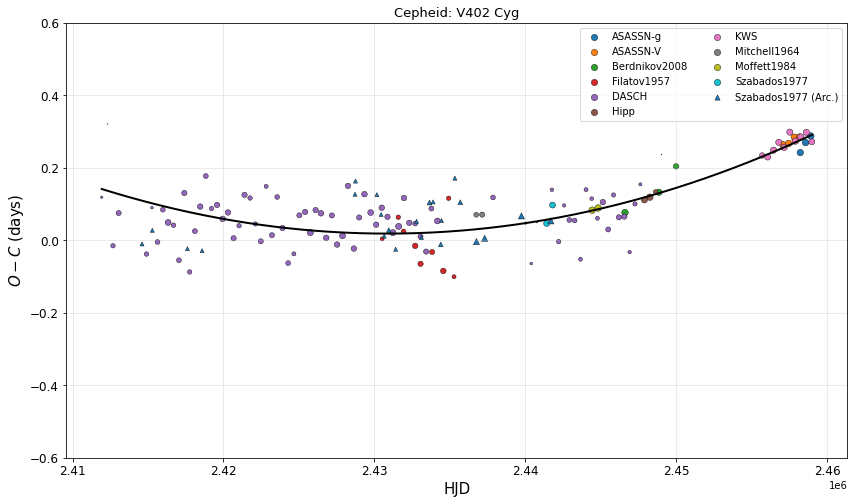 Cepheid: V402 Cyg
0.6
0.4
0.2
0.0
−0.2
−0.4
−0.6
O − C (days)
ASASSN-g
ASASSN-V
Berdnikov2008
Filatov1957
DASCH
Hipp
KWS
Mitchell1964
Moffett1984
Szabados1977
Szabados1977 (Arc.)
2.41 2.42 2.43 2.44 2.45 2.46
1e6
HJD